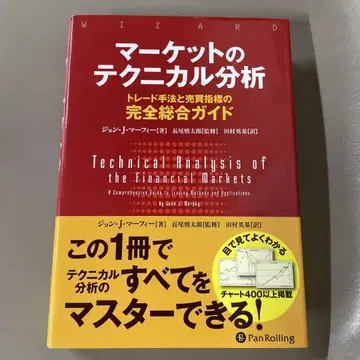 WIZARD
マーケットの
テクニカル分析
トレード手法と売買指標の
完全総合ガイド
ジョン・J・マーフィー[著] 長尾慎太郎[監修] 田村英基[訳]
Technical Analysis of
the Financial Markets
A Comprehensive Guide to Trading Methods and Applications
by John J. Murphy
ジョン・J・マーフィー[著] 長尾慎太郎[監修] 田村英基[訳]
この1冊で
テクニカル
分析の
すべてを
マスターできる!
目で見てよくわかる
チャート400以上掲載
PanRolling